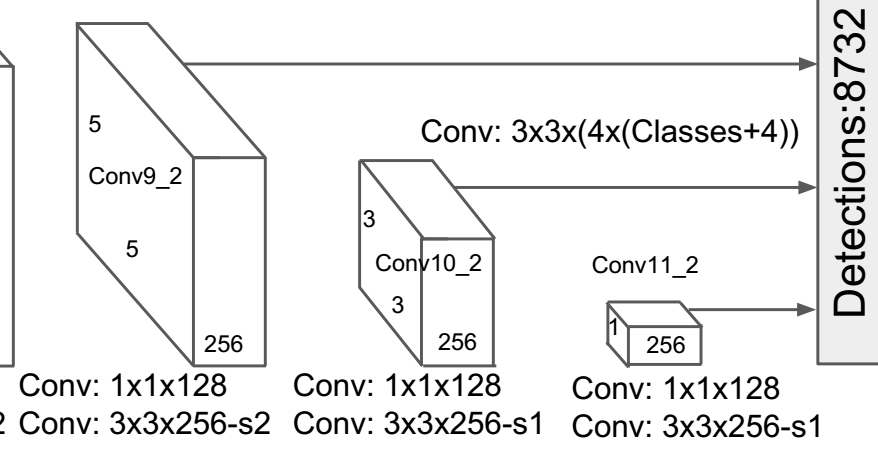 5
Conv9_2
5
256
Conv: 3x3x(4x(Classes+4))
3
Conv10_2
3
256
Conv11_2
1
256
Detections:8732
Conv: 1x1x128
2 Conv: 3x3x256-s2
Conv: 1x1x128
Conv: 3x3x256-s1
Conv: 1x1x128
Conv: 3x3x256-s1